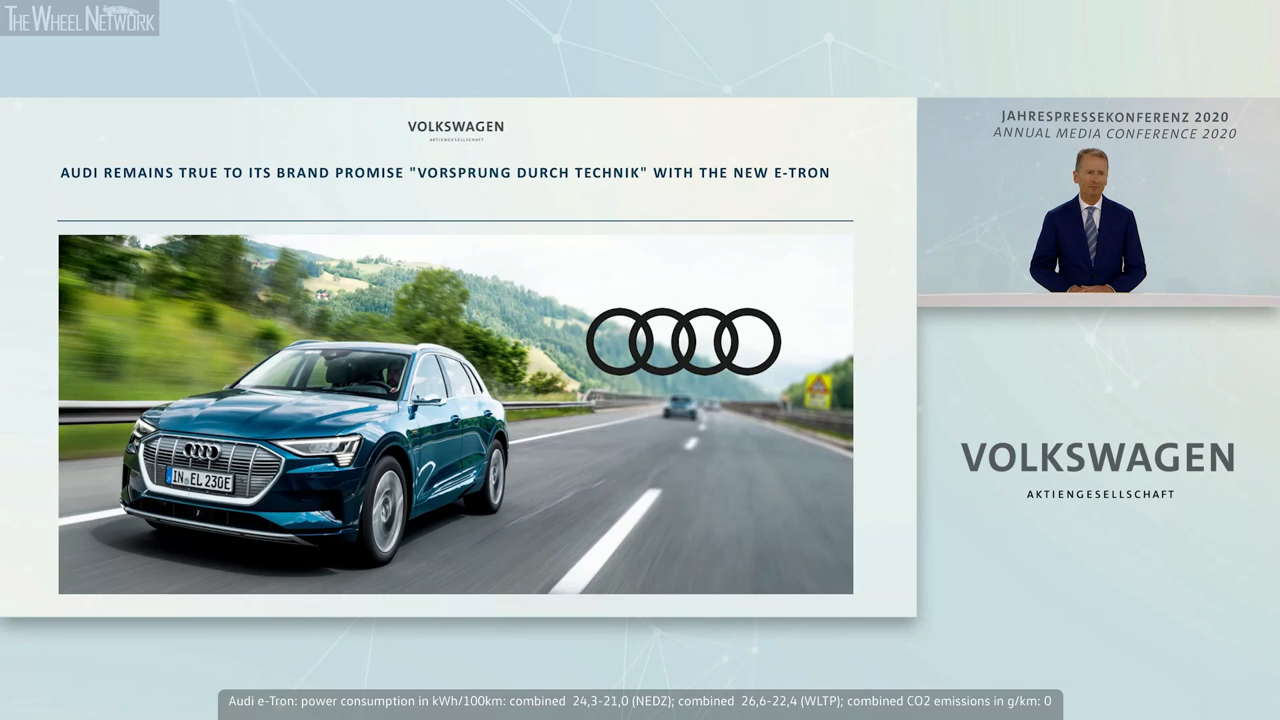 THE WHEEL NETWORK
VOLKSWAGEN
AKTIENGESELLSCHAFT
AUDI REMAINS TRUE TO ITS BRAND PROMISE "VORSPRUNG DURCH TECHNIK" WITH THE NEW E-TRON
IN EL 230E
JAHRESPRESSEKONFERENZ 2020
ANNUAL MEDIA CONFERENCE 2020
VOLKSWAGEN
AKTIENGESELLSCHAFT
Audi e-Tron: power consumption in kWh/100km: combined 24,3-21,0 (NEDZ); combined 26,6-22,4 (WLTP); combined CO2 emissions in g/km: 0